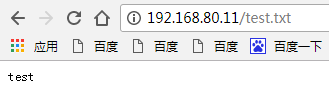 192.168.80.11/test.txt
应用 百度 百度 百度 百度一下
test